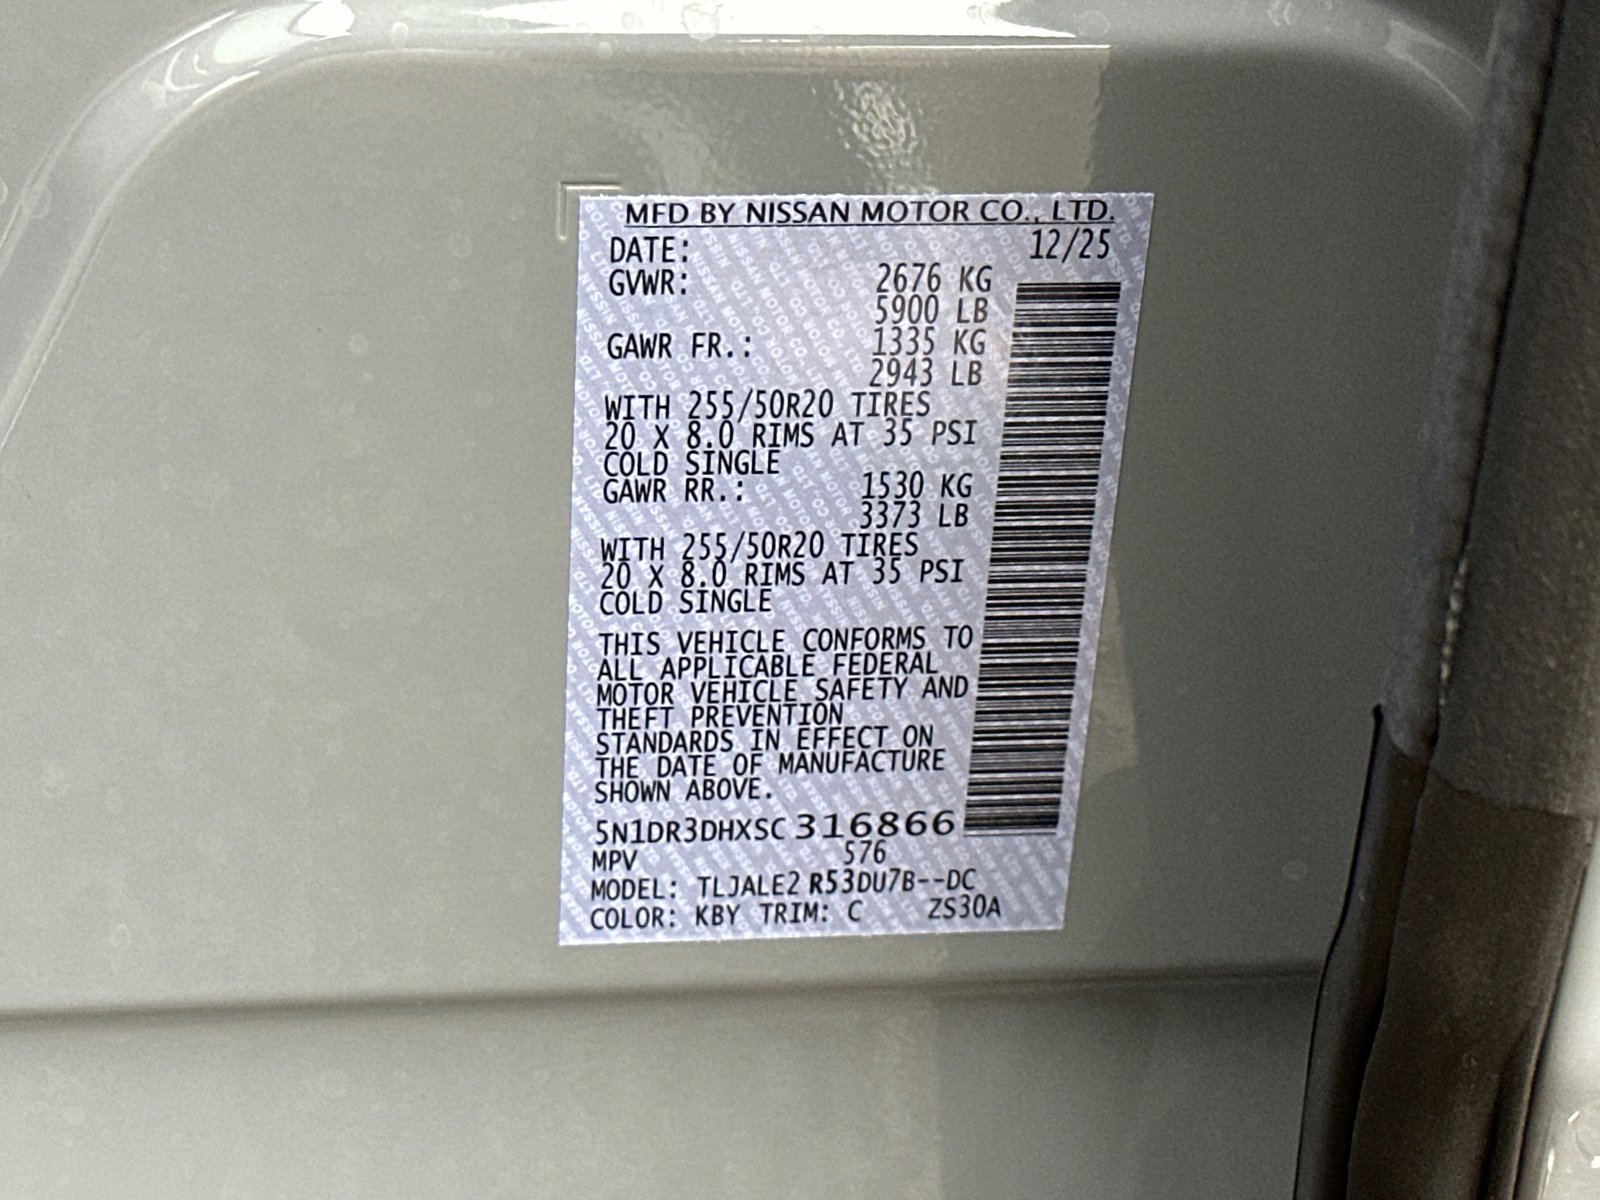 MFD BY NISSAN MOTOR CO., LTD.
DATE: 12/25
GVWR: 2676 KG
5900 LB
GAWR FR.: 1335 KG
2943 LB
WITH 255/50R20 TIRES
20 X 8.0 RIMS AT 35 PSI
COLD SINGLE
GAWR RR.: 1530 KG
3373 LB
WITH 255/50R20 TIRES
20 X 8.0 RIMS AT 35 PSI
COLD SINGLE
THIS VEHICLE CONFORMS TO
ALL APPLICABLE FEDERAL
MOTOR VEHICLE SAFETY AND
THEFT PREVENTION
STANDARDS IN EFFECT ON
THE DATE OF MANUFACTURE
SHOWN ABOVE.
5N1DR3DHXSC316866
MPV 576
MODEL: TLJALE2 R53DU7B--DC
COLOR: KBY TRIM: C ZS30A